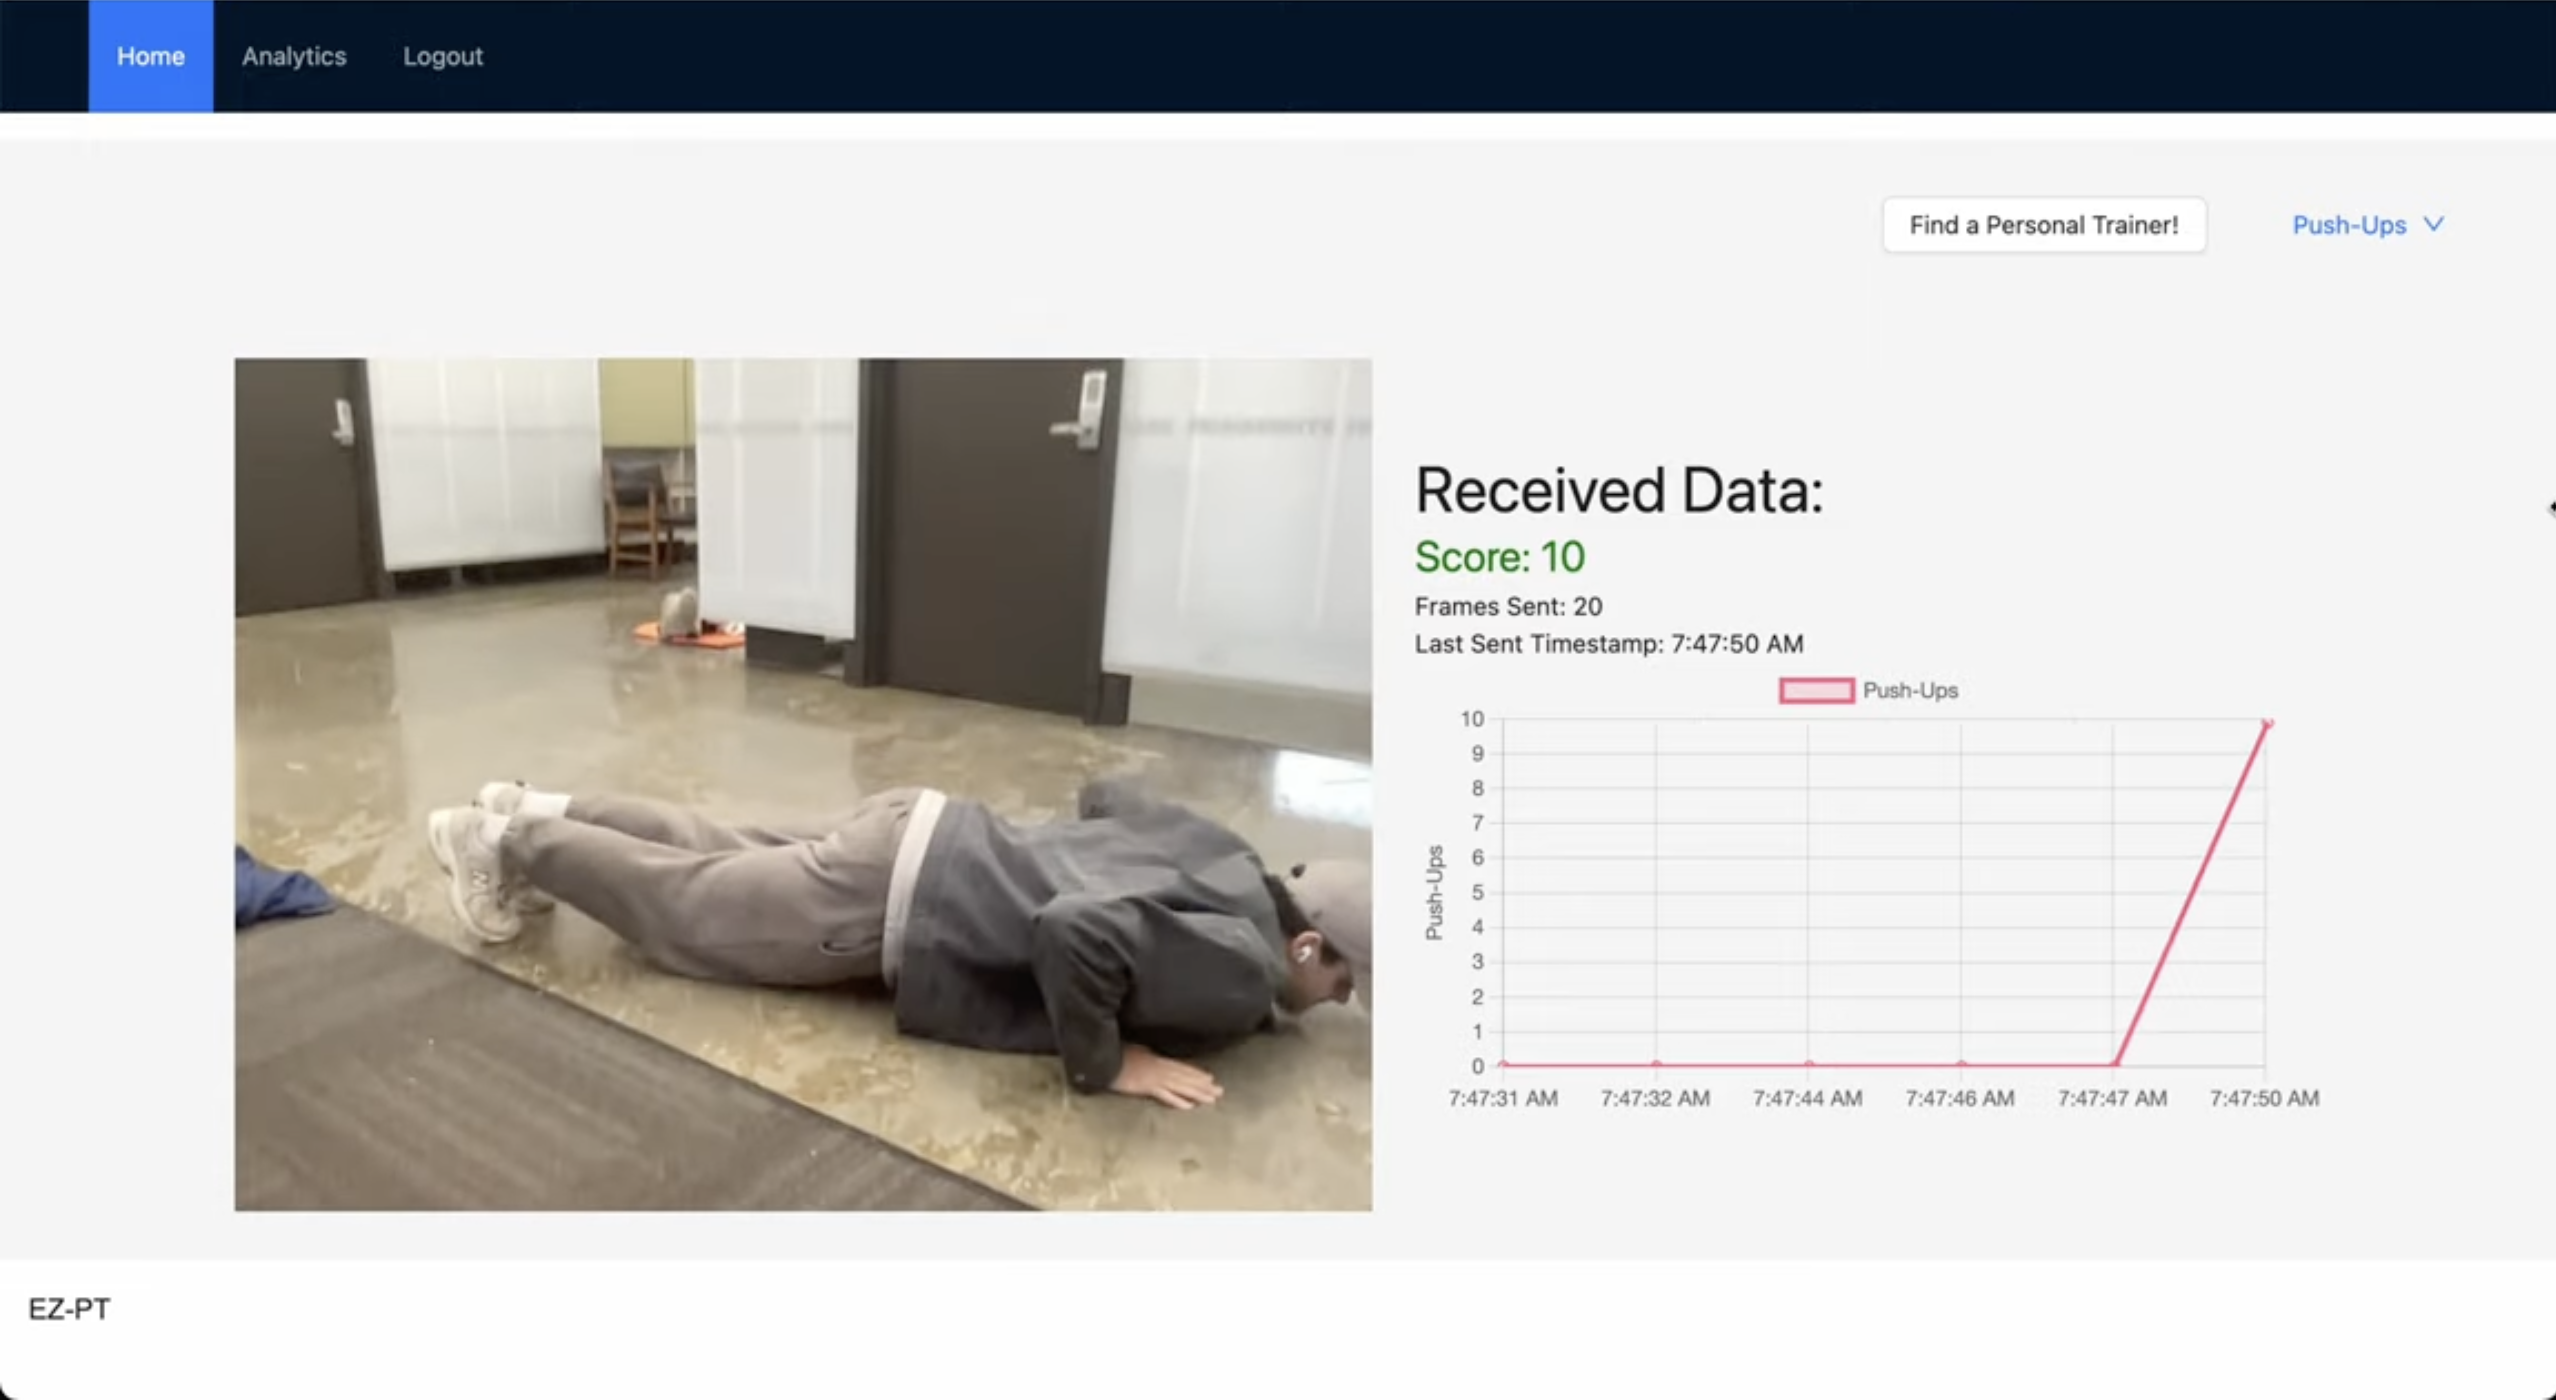 Home Analytics Logout
Find a Personal Trainer! Push-Ups
Received Data:
Score: 10
Frames Sent: 20
Last Sent Timestamp: 7:47:50 AM
Push-Ups
10
9
8
7
6
5
4
3
2
1
0
Push-Ups
7:47:31 AM 7:47:32 AM 7:47:44 AM 7:47:46 AM 7:47:47 AM 7:47:50 AM
N
EZ-PT